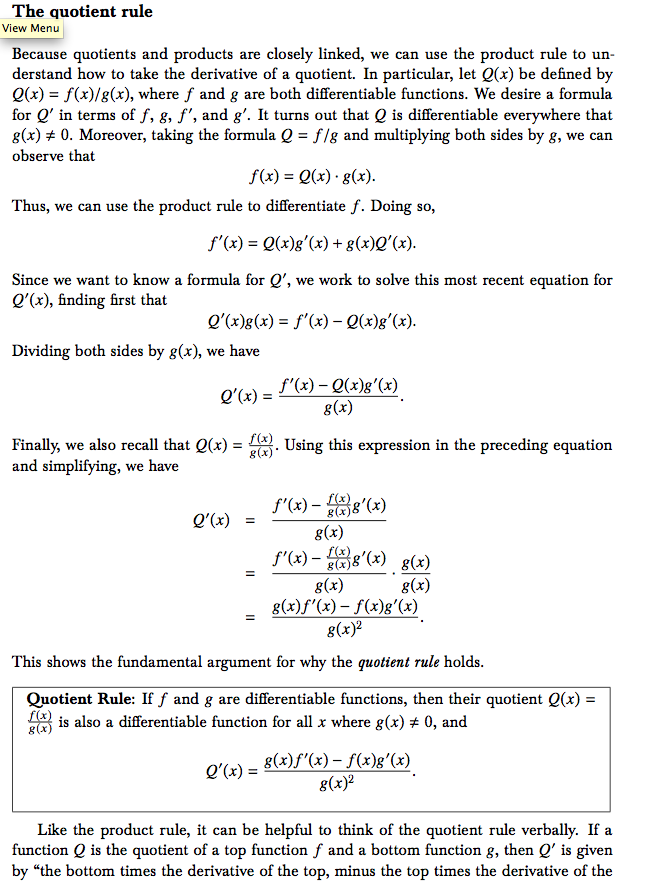 The quotient rule
View Menu
Because quotients and products are closely linked, we can use the product rule to un-
derstand how to take the derivative of a quotient. In particular, let Q(x) be defined by
Q(x) = f(x)/g(x), where f and g are both differentiable functions. We desire a formula
for Q′ in terms of f, g, f′, and g′. It turns out that Q is differentiable everywhere that
g(x) ≠ 0. Moreover, taking the formula Q = f/g and multiplying both sides by g, we can
observe that
f(x) = Q(x) · g(x).
Thus, we can use the product rule to differentiate f. Doing so,
f′(x) = Q(x)g′(x) + g(x)Q′(x).
Since we want to know a formula for Q′, we work to solve this most recent equation for
Q′(x), finding first that
Q′(x)g(x) = f′(x) − Q(x)g′(x).
Dividing both sides by g(x), we have
Q′(x) = \frac{f′(x) − Q(x)g′(x)}{g(x)}.
Finally, we also recall that Q(x) = \frac{f(x)}{g(x)}. Using this expression in the preceding equation
and simplifying, we have
Q′(x) = \frac{f′(x) − \frac{f(x)}{g(x)}g′(x)}{g(x)}
= \frac{f′(x) − \frac{f(x)}{g(x)}g′(x)}{g(x)} · \frac{g(x)}{g(x)}
= \frac{g(x)f′(x) − f(x)g′(x)}{g(x)²}.
This shows the fundamental argument for why the quotient rule holds.
Quotient Rule: If f and g are differentiable functions, then their quotient Q(x) =
\frac{f(x)}{g(x)} is also a differentiable function for all x where g(x) ≠ 0, and
Q′(x) = \frac{g(x)f′(x) − f(x)g′(x)}{g(x)²}.
Like the product rule, it can be helpful to think of the quotient rule verbally. If a
function Q is the quotient of a top function f and a bottom function g, then Q′ is given
by “the bottom times the derivative of the top, minus the top times the derivative of the